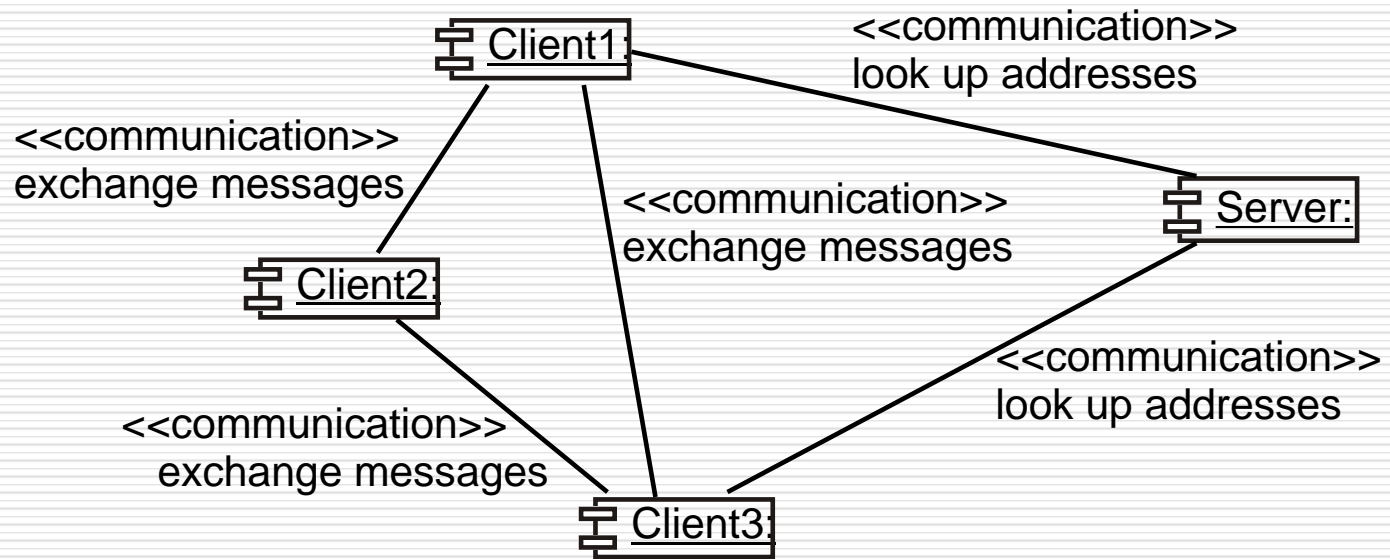 Client1:
<<communication>>
look up addresses
<<communication>>
exchange messages
<<communication>>
exchange messages
Server:
Client2:
<<communication>>
look up addresses
<<communication>>
exchange messages
Client3: